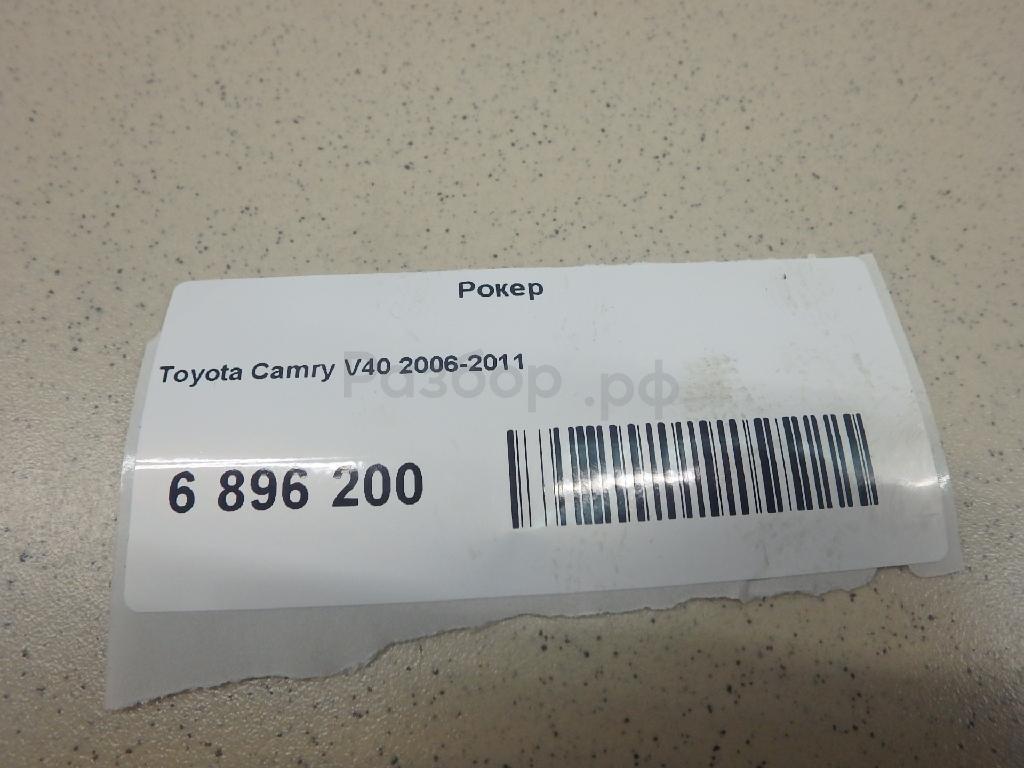 Рокер
Toyota Camry V40 2006-2011
Разбор.рф
6 896 200